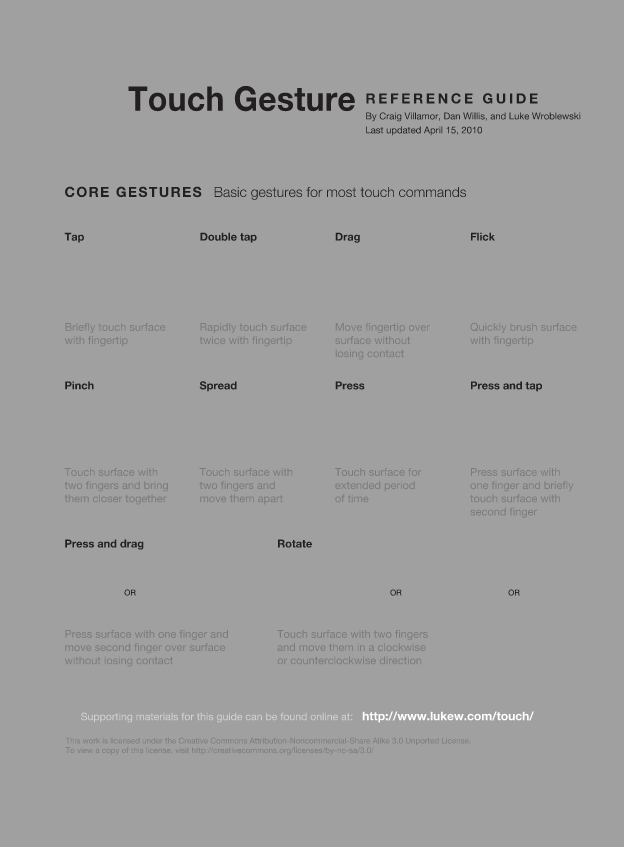 Touch Gesture REFERENCE GUIDE
By Craig Villamor, Dan Willis, and Luke Wroblewski
Last updated April 15, 2010
CORE GESTURES Basic gestures for most touch commands
Tap
Briefly touch surface
with fingertip
Double tap
Rapidly touch surface
twice with fingertip
Drag
Move fingertip over
surface without
losing contact
Flick
Quickly brush surface
with fingertip
Pinch
Touch surface with
two fingers and bring
them closer together
Spread
Touch surface with
two fingers and
move them apart
Press
Touch surface for
extended period
of time
Press and tap
Press surface with
one finger and briefly
touch surface with
second finger
Press and drag
OR
Press surface with one finger and
move second finger over surface
without losing contact
Rotate
OR
OR
Touch surface with two fingers
and move them in a clockwise
or counterclockwise direction
Supporting materials for this guide can be found online at: http://www.lukew.com/touch/
This work is licensed under the Creative Commons Attribution-Noncommercial-Share Alike 3.0 Unported License.
To view a copy of this license, visit http://creativecommons.org/licenses/by-nc-sa/3.0/